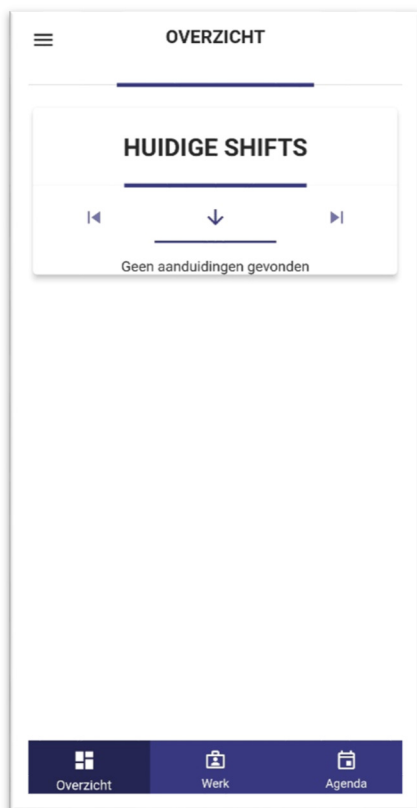 OVERZICHT
HUIDIGE SHIFTS
Geen aanduidingen gevonden
Overzicht
Werk
Agenda